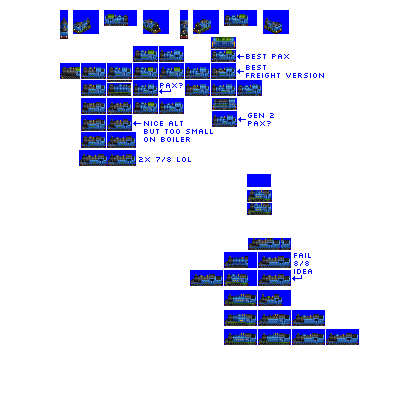 BEST PAX
BEST
FREIGHT VERSION
PAX?
GEN 2
PAX?
NICE ALT
BUT TOO SMALL
ON BOILER
2X 7/8 LOL
FAIL
8/8
IDEA